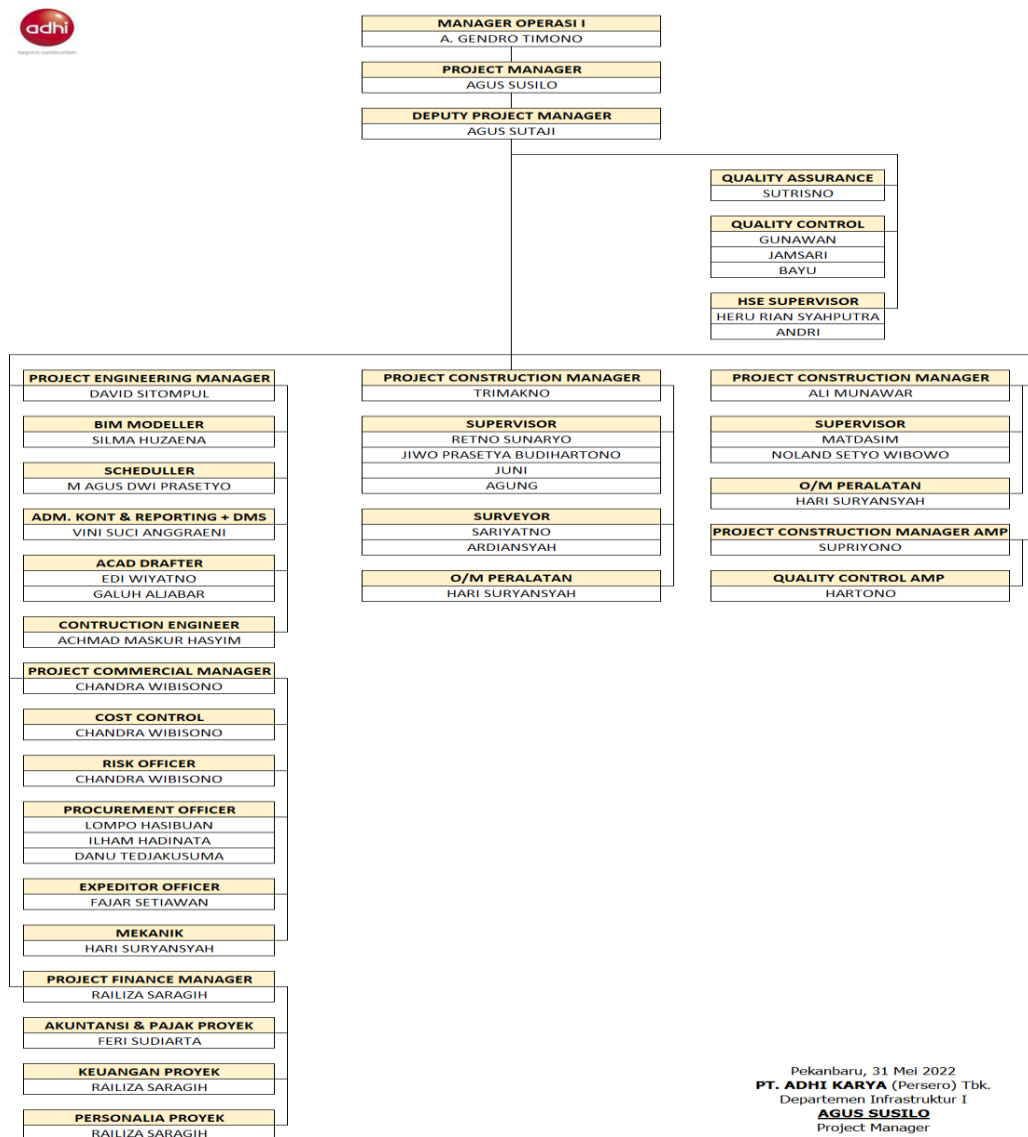 adhi
beyond construction
MANAGER OPERASI I
A. GENDRO TIMONO
PROJECT MANAGER
AGUS SUSILO
DEPUTY PROJECT MANAGER
AGUS SUTAJI
QUALITY ASSURANCE
SUTRISNO
QUALITY CONTROL
GUNAWAN
JAMSARI
BAYU
HSE SUPERVISOR
HERU RIAN SYAHPUTRA
ANDRI
PROJECT ENGINEERING MANAGER
DAVID SITOMPUL
BIM MODELLER
SILMA HUZAENA
SCHEDULLER
M AGUS DWI PRASETYO
ADM. KONT & REPORTING + DMS
VINI SUCI ANGGRAENI
ACAD DRAFTER
EDI WIYATNO
GALUH ALJABAR
CONTRUCTION ENGINEER
ACHMAD MASKUR HASYIM
PROJECT COMMERCIAL MANAGER
CHANDRA WIBISONO
COST CONTROL
CHANDRA WIBISONO
RISK OFFICER
CHANDRA WIBISONO
PROCUREMENT OFFICER
LOMPO HASIBUAN
ILHAM HADINATA
DANU TEDJAKUSUMA
EXPEDITOR OFFICER
FAJAR SETIAWAN
MEKANIK
HARI SURYANSYAH
PROJECT FINANCE MANAGER
RAILIZA SARAGIH
AKUNTANSI & PAJAK PROYEK
FERI SUDIARTA
KEUANGAN PROYEK
RAILIZA SARAGIH
PERSONALIA PROYEK
RAILIZA SARAGIH
PROJECT CONSTRUCTION MANAGER
TRIMAKNO
SUPERVISOR
RETNO SUNARYO
JIWO PRASETYA BUDIHARTONO
JUNI
AGUNG
SURVEYOR
SARIYATNO
ARDIANSYAH
O/M PERALATAN
HARI SURYANSYAH
PROJECT CONSTRUCTION MANAGER
ALI MUNAWAR
SUPERVISOR
MATDASIM
NOLAND SETYO WIBOWO
O/M PERALATAN
HARI SURYANSYAH
PROJECT CONSTRUCTION MANAGER AMP
SUPRIYONO
QUALITY CONTROL AMP
HARTONO
Pekanbaru, 31 Mei 2022
PT. ADHI KARYA (Persero) Tbk.
Departemen Infrastruktur I
AGUS SUSILO
Project Manager